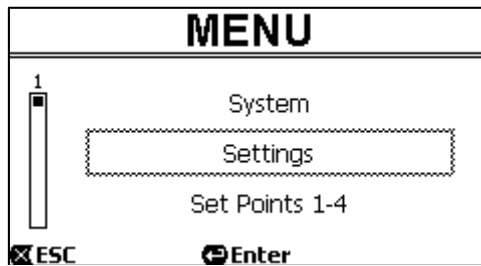 MENU
1
System
Settings
Set Points 1-4
ESC Enter